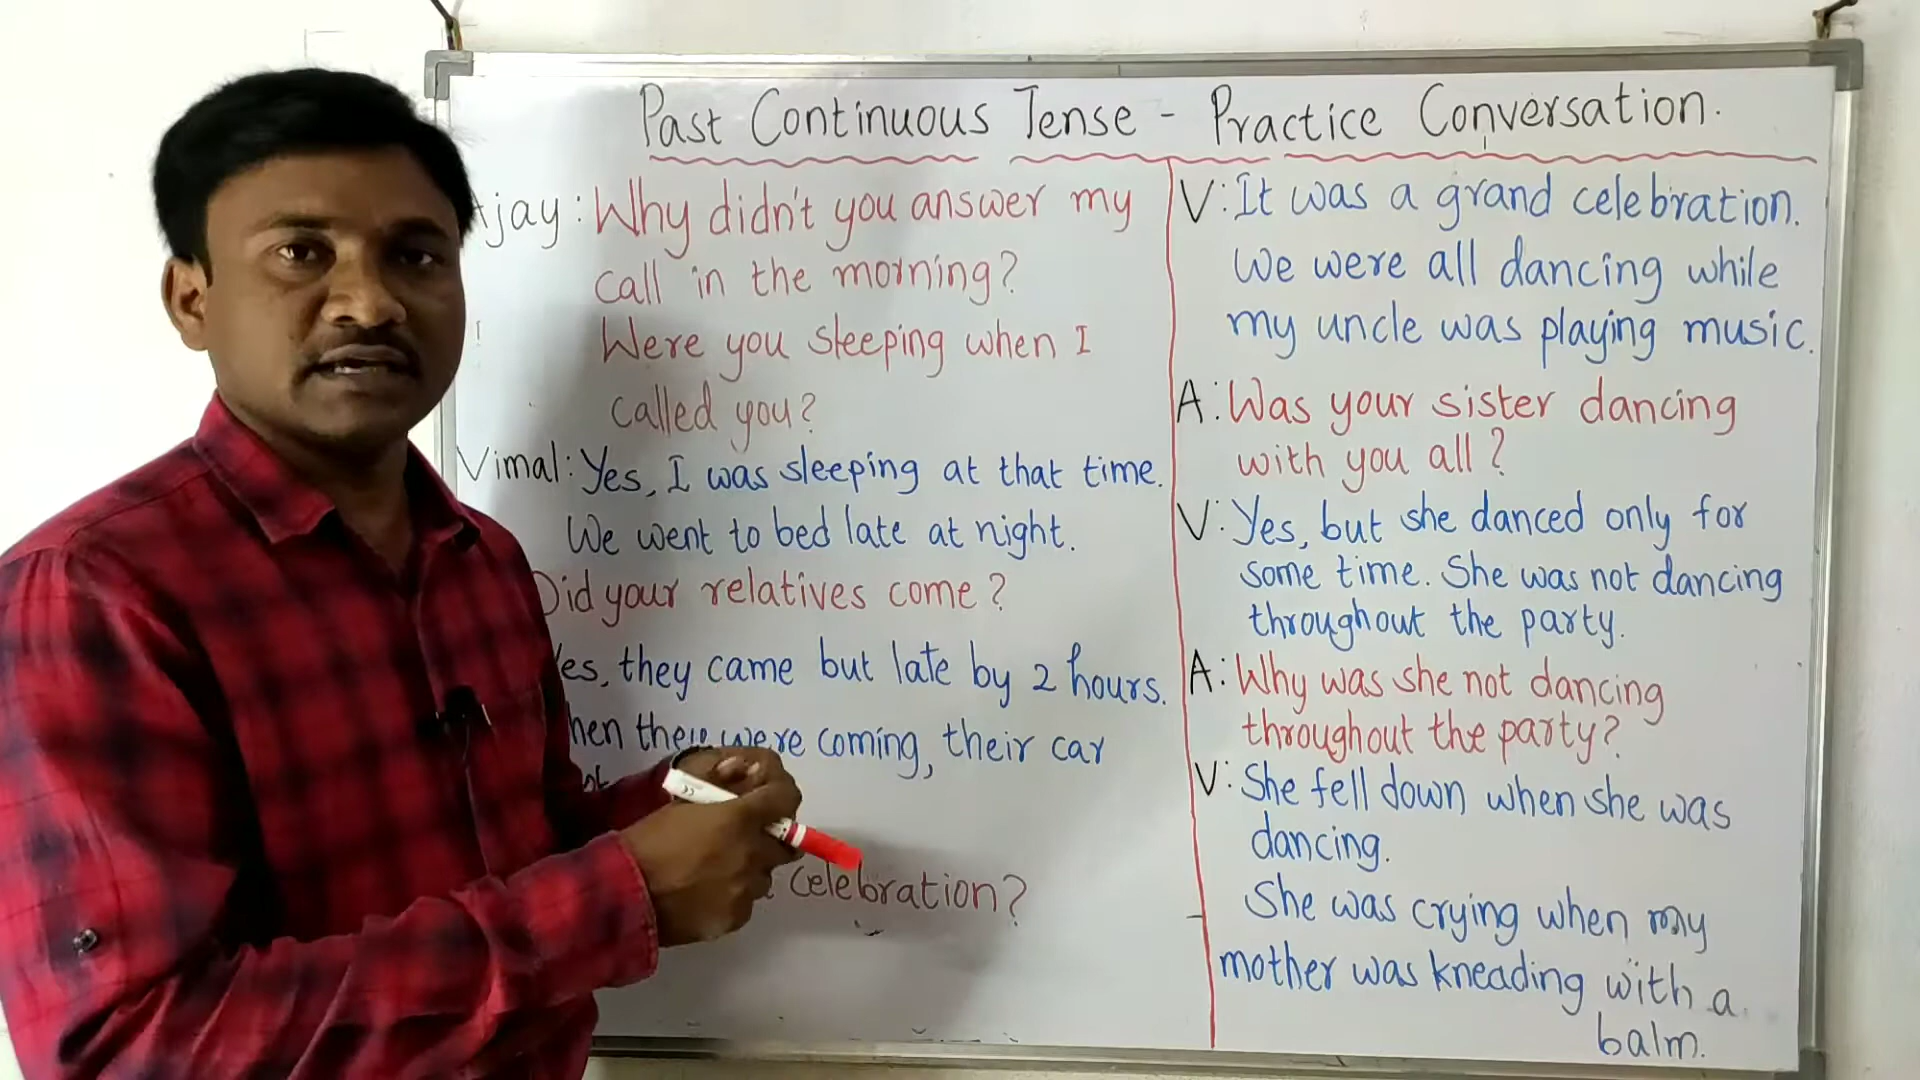 Past Continuous Tense - Practice Conversation.
Ajay: Why didn't you answer my
call in the morning?
Were you sleeping when I
called you?
Vimal: Yes, I was sleeping at that time.
We went to bed late at night.
Did your relatives come?
Yes, they came but late by 2 hours.
were coming, their car
celebration?
V: It was a grand celebration.
We were all dancing while
my uncle was playing music.
A: Was your sister dancing
with you all?
V: Yes, but she danced only for
some time. She was not dancing
throughout the party.
A: Why was she not dancing
throughout the party?
V: She fell down when she was
dancing.
She was crying when my
mother was kneading with a
balm.